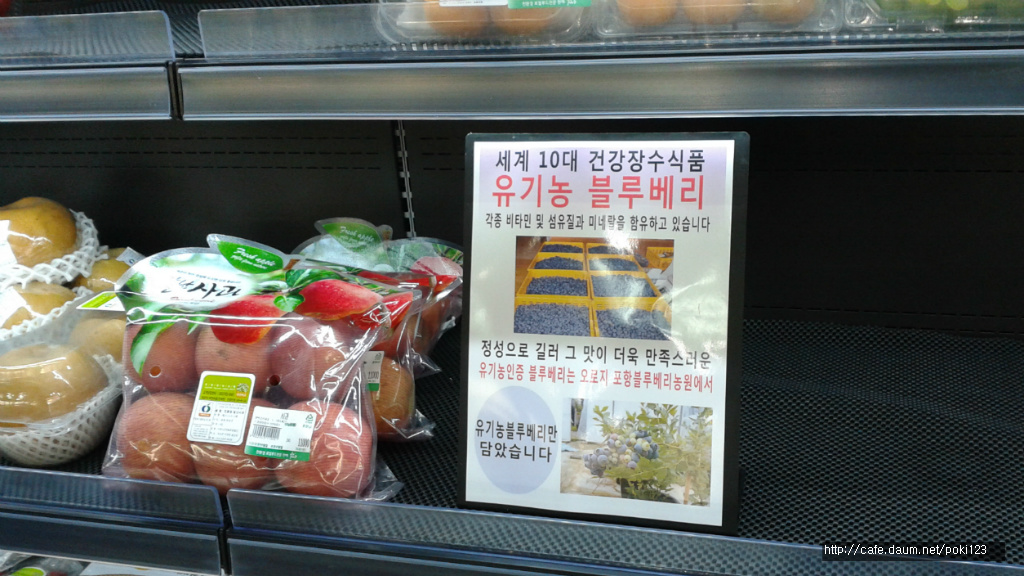 세계 10대 건강장수식품
유기농 블루베리
각종 비타민 및 섬유질과 미네랄을 함유하고 있습니다
정성으로 길러 그 맛이 더욱 만족스러운
유기농인증 블루베리는 오로지 포항블루베리농원에서
유기농블루베리만
담았습니다
Fresh apple
http://cafe.daum.net/poki123